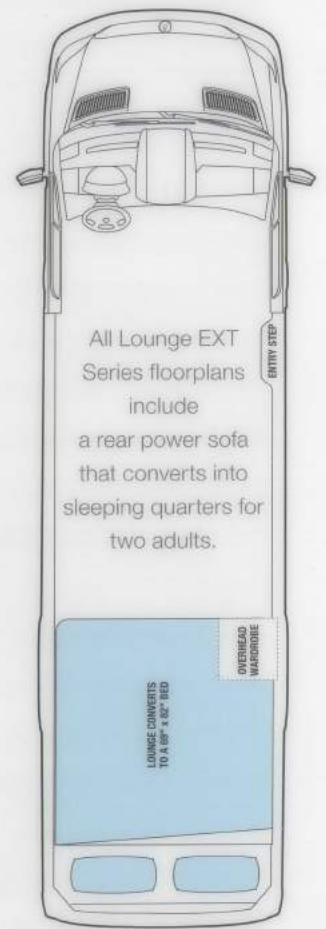 All Lounge EXT
Series floorplans
include
a rear power sofa
that converts into
sleeping quarters for
two adults.
ENTRY STEP
OVERHEAD
WARDROBE
LOUNGE CONVERTS
TO A 69" x 82" BED